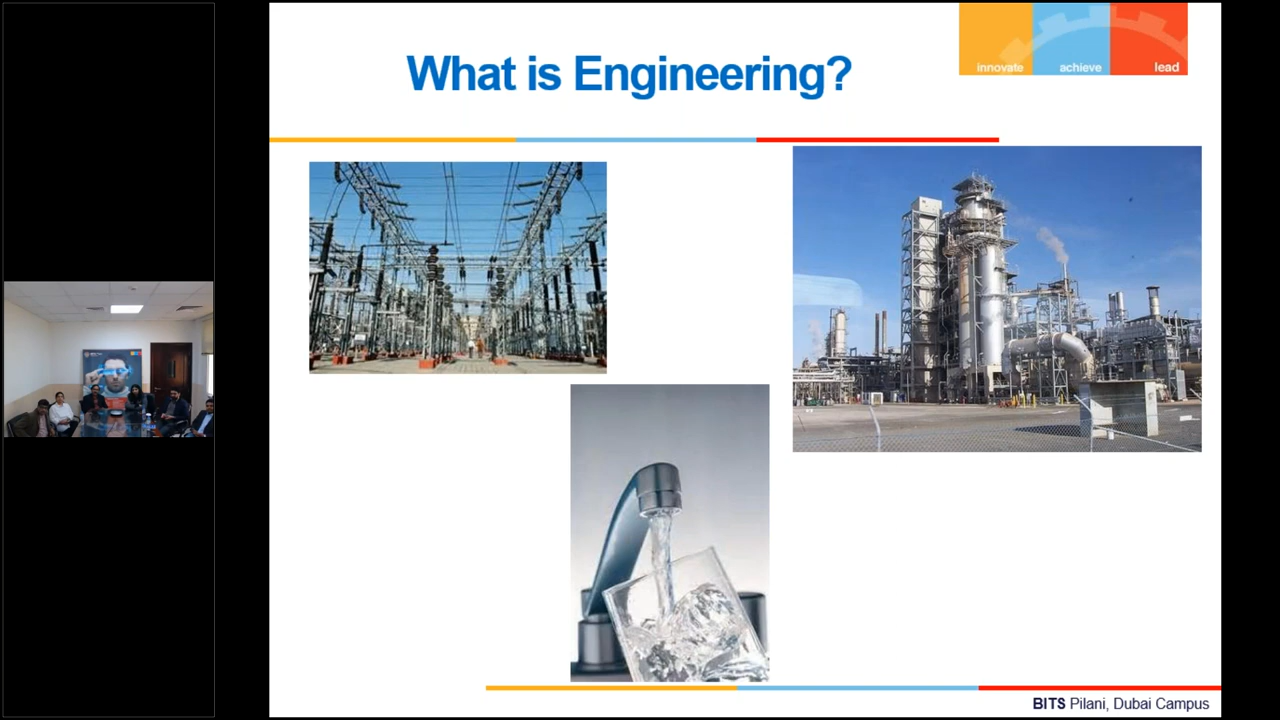 What is Engineering?
innovate achieve lead
BITS Pilani, Dubai Campus